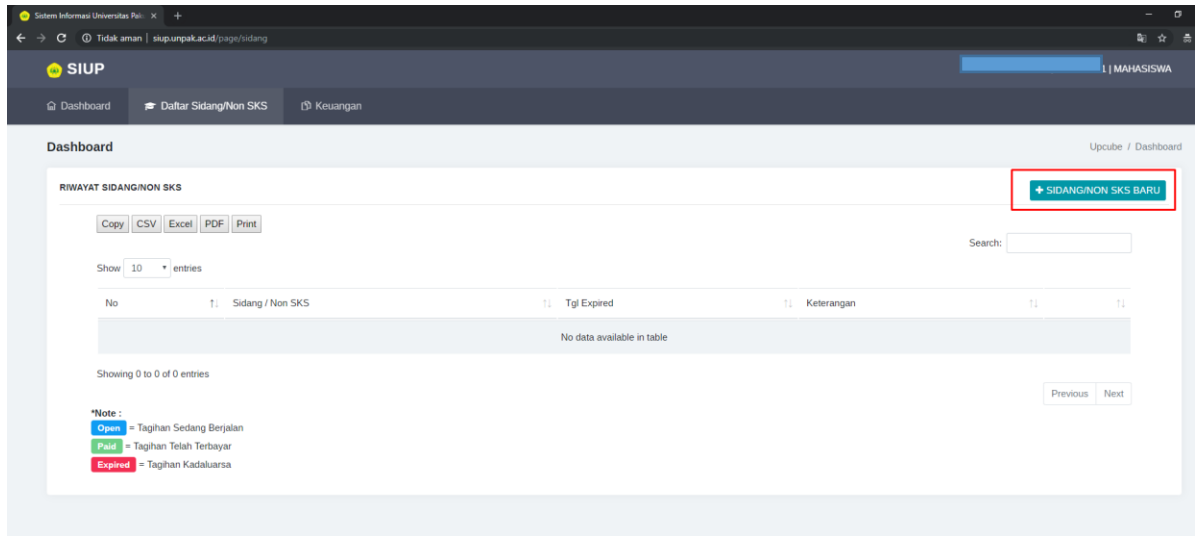 Sistem Informasi Universitas Pak
Tidak aman | siup.unpak.ac.id/page/sidang
SIUP
1 | MAHASISWA
Dashboard Daftar Sidang/Non SKS Keuangan
Dashboard
Upcube / Dashboard
RIWAYAT SIDANG/NON SKS
+ SIDANG/NON SKS BARU
Copy CSV Excel PDF Print
Search:
Show 10 entries
No Sidang / Non SKS Tgl Expired Keterangan
No data available in table
Showing 0 to 0 of 0 entries
Previous Next
*Note :
Open = Tagihan Sedang Berjalan
Paid = Tagihan Telah Terbayar
Expired = Tagihan Kadaluarsa